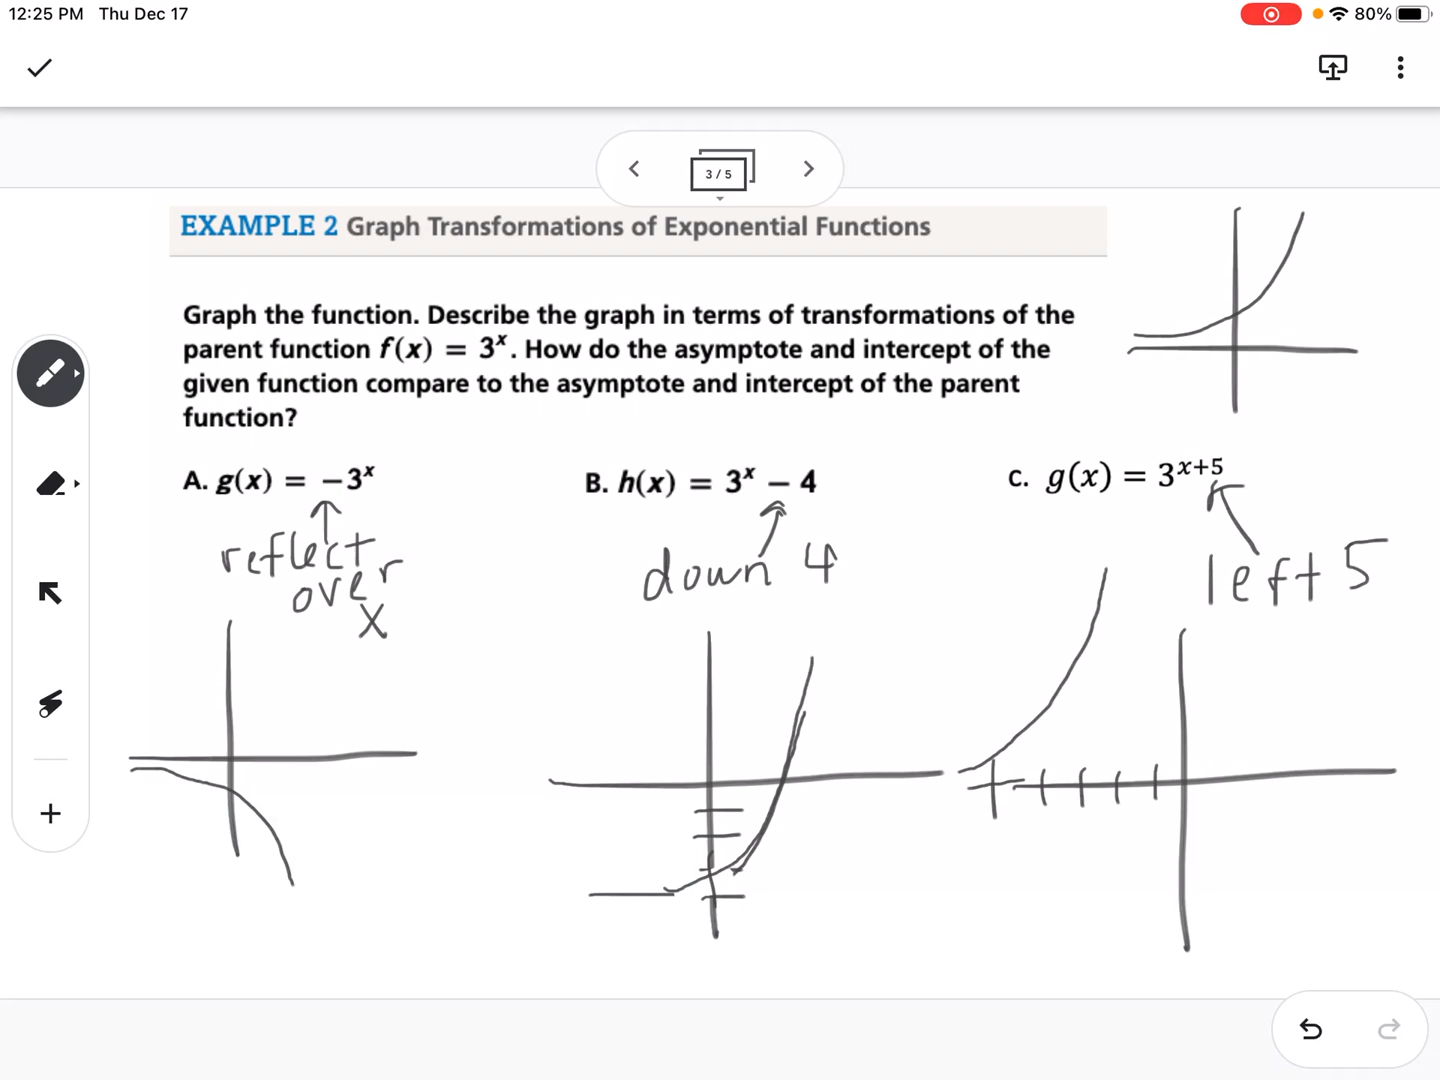 12:25 PM Thu Dec 17
80%
3 / 5
EXAMPLE 2 Graph Transformations of Exponential Functions
Graph the function. Describe the graph in terms of transformations of the
parent function f(x) = 3ˣ. How do the asymptote and intercept of the
given function compare to the asymptote and intercept of the parent
function?
A. g(x) = −3ˣ
B. h(x) = 3ˣ − 4
C. g(x) = 3ˣ⁺⁵
reflect
over
x
down 4
left 5